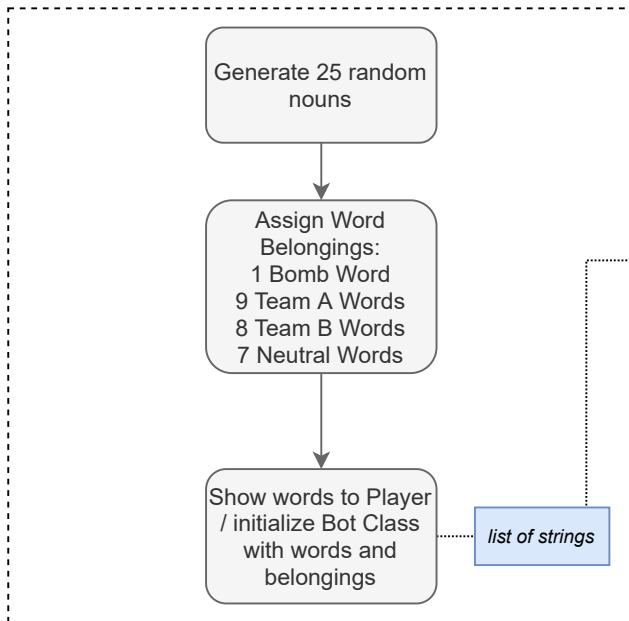 Generate 25 random
nouns
Assign Word
Belongings:
1 Bomb Word
9 Team A Words
8 Team B Words
7 Neutral Words
Show words to Player
/ initialize Bot Class
with words and
belongings
list of strings